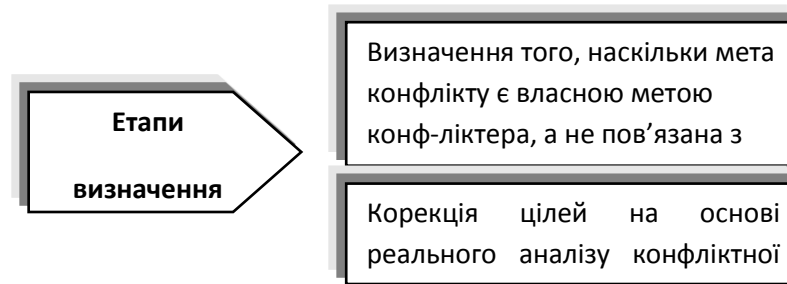 Етапи
визначення
Визначення того, наскільки мета
конфлікту є власною метою
конф-ліктера, а не пов’язана з
Корекція цілей на основі
реального аналізу конфліктної